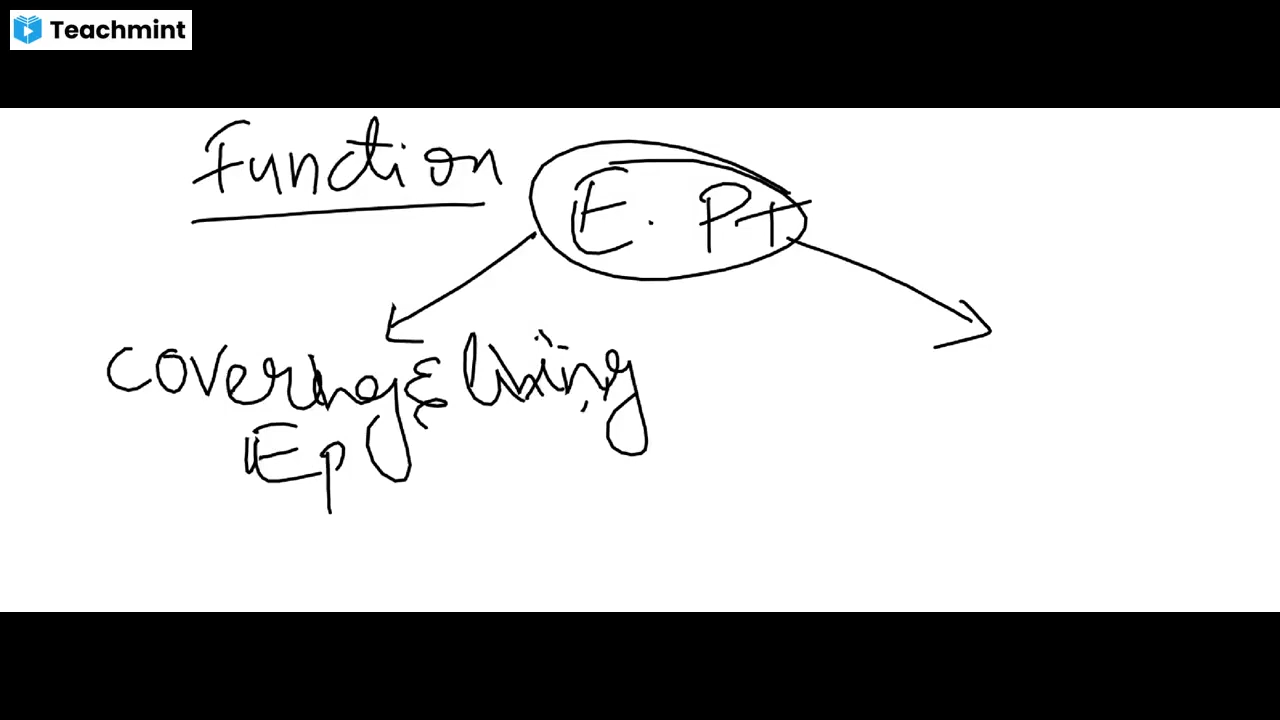 Teachmint
Function
E. PT
covering & lining
Ep